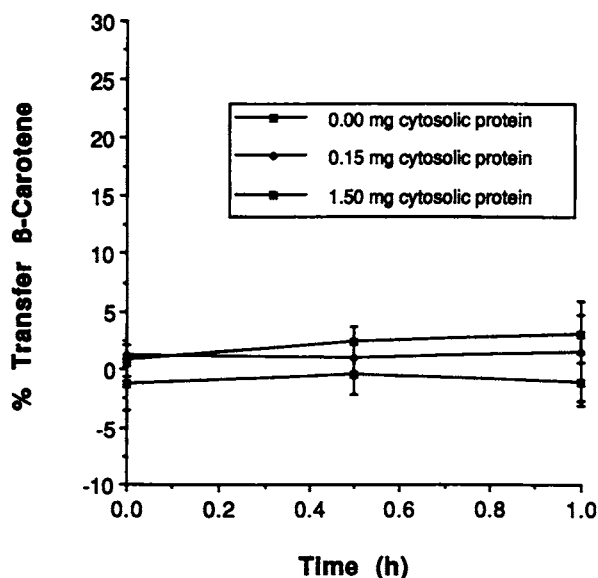 % Transfer ß-Carotene
30
25
20
15
10
5
0
-5
-10
0.00 mg cytosolic protein
0.15 mg cytosolic protein
1.50 mg cytosolic protein
0.0 0.2 0.4 0.6 0.8 1.0
Time (h)